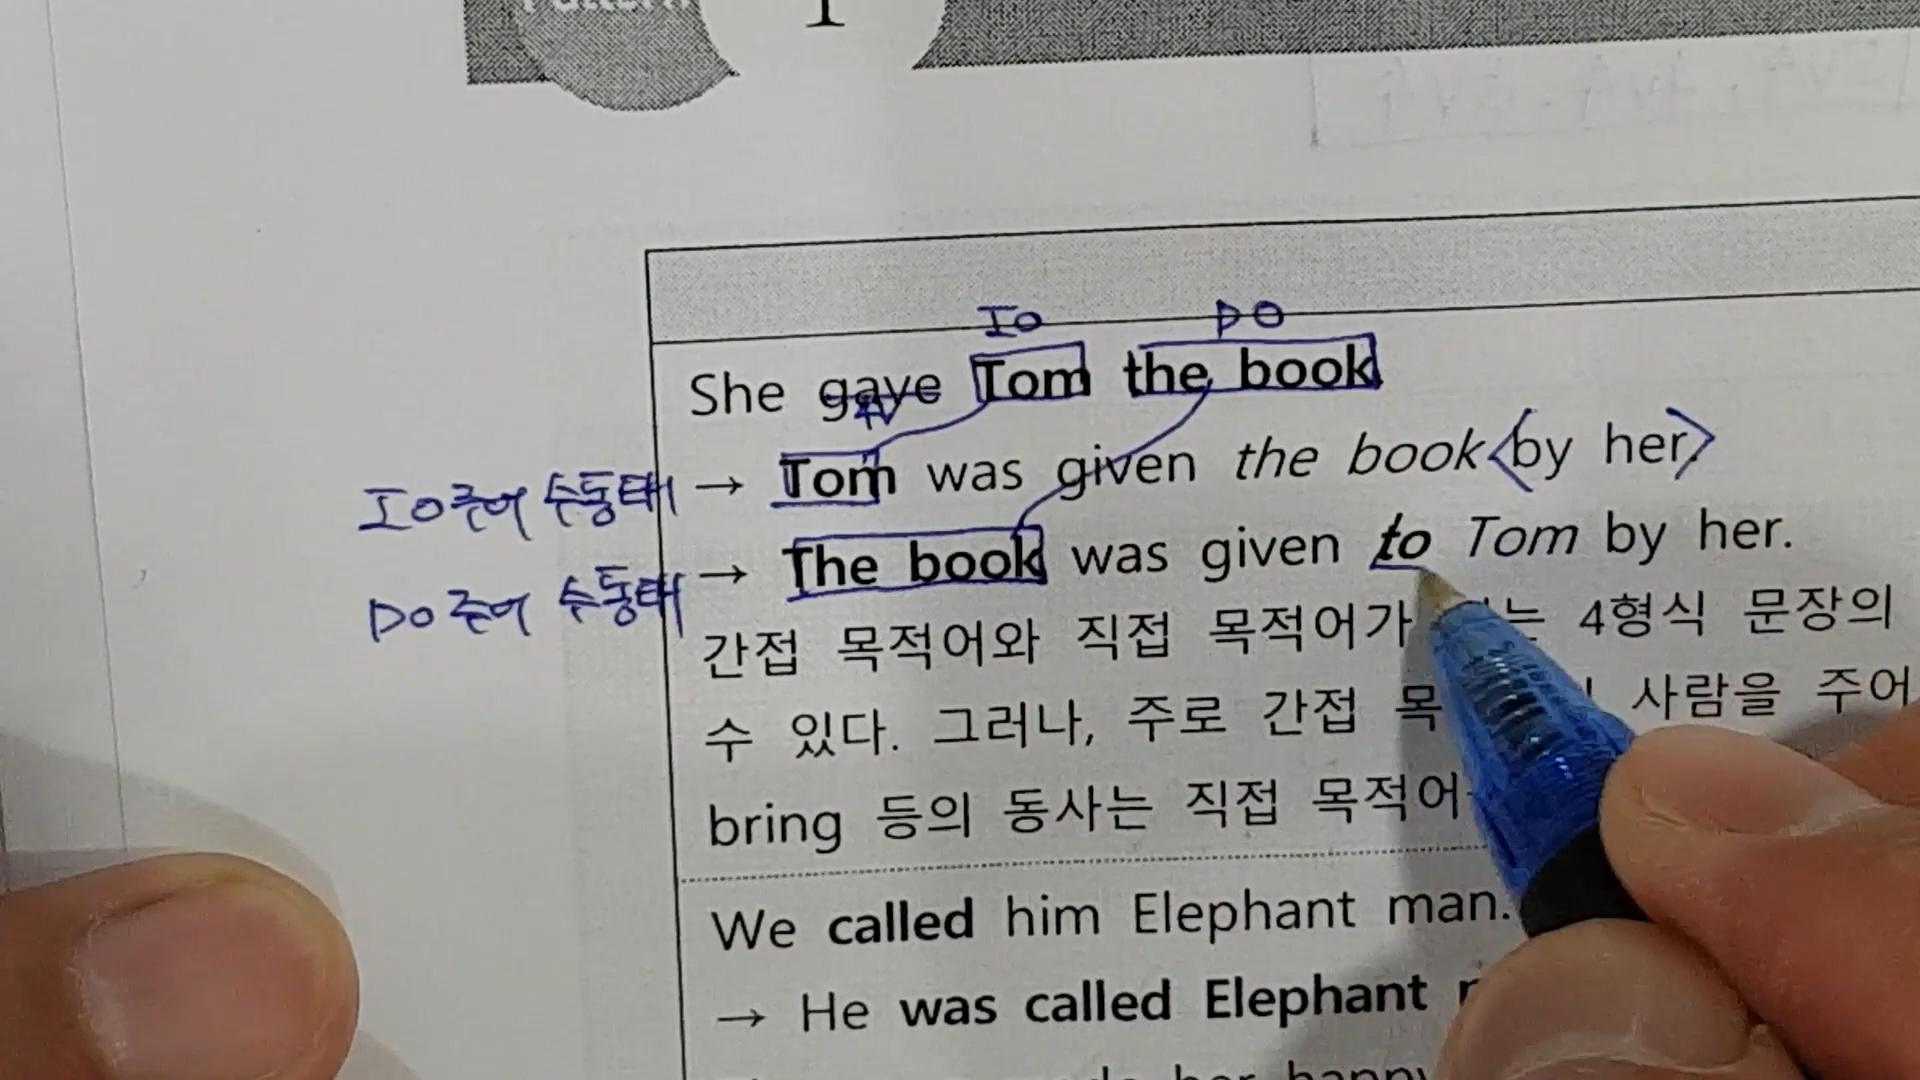 Pattern 1
IO DO
She gave Tom the book
IO주어 수동태 → Tom was given the book <by her.>
DO주어 수동태 → The book was given to Tom by her.
간접 목적어와 직접 목적어가 는 4형식 문장의
수 있다. 그러나, 주로 간접 목 사람을 주어
bring 등의 동사는 직접 목적어
We called him Elephant man.
→ He was called Elephant
her happy